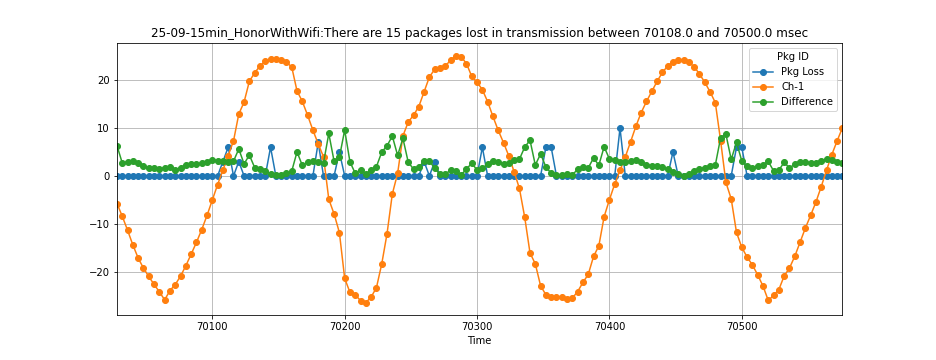 25-09-15min_HonorWithWifi:There are 15 packages lost in transmission between 70108.0 and 70500.0 msec
Pkg ID
Pkg Loss
Ch-1
Difference
20
10
0
−10
−20
70100 70200 70300 70400 70500
Time